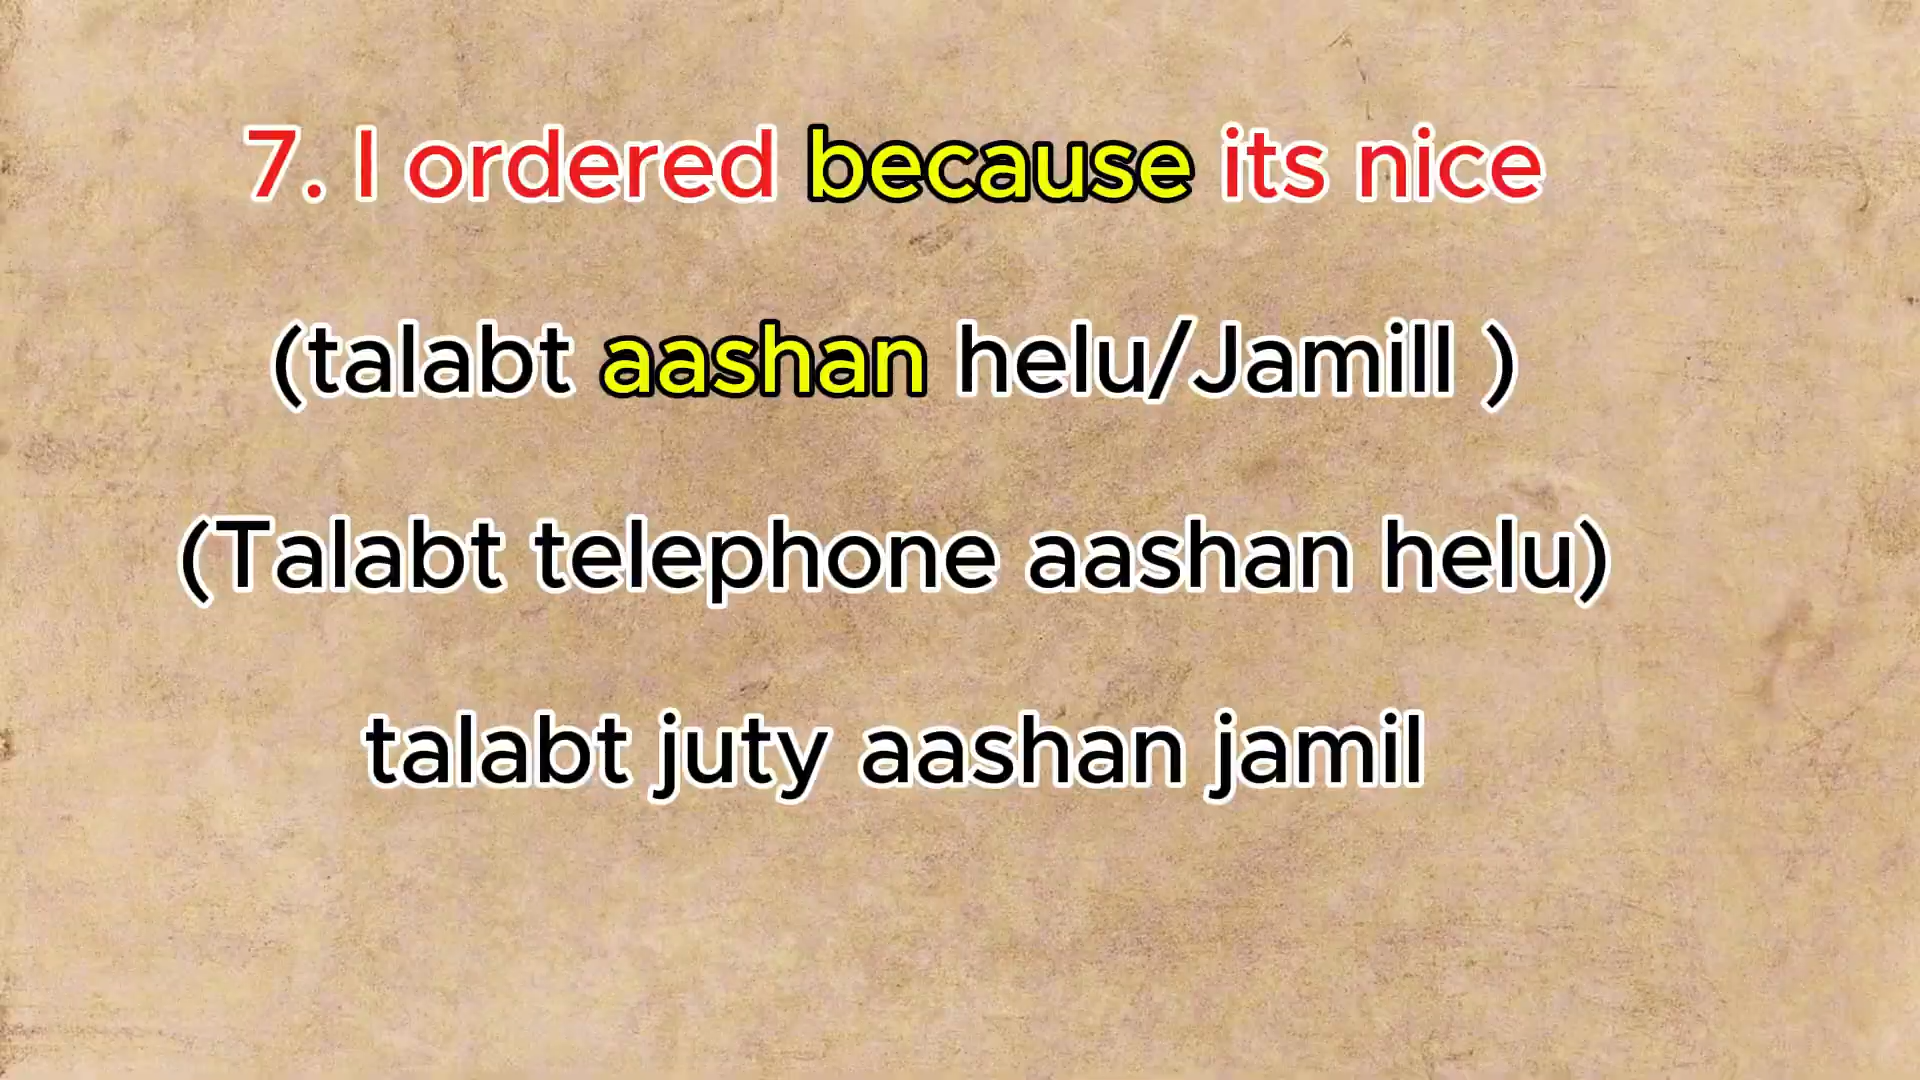 7. I ordered because its nice
(talabt aashan helu/Jamill )
(Talabt telephone aashan helu)
talabt juty aashan jamil